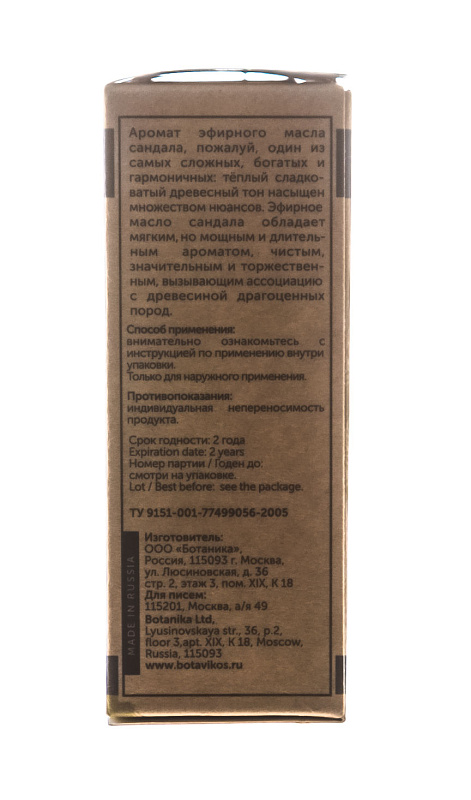 Аромат эфирного масла
сандала, пожалуй, один из
самых сложных, богатых и
гармоничных: тёплый сладко-
ватый древесный тон насыщен
множеством нюансов. Эфирное
масло сандала обладает
мягким, но мощным и длитель-
ным ароматом, чистым,
значительным и торжествен-
ным, вызывающим ассоциацию
с древесиной драгоценных
пород.
Способ применения:
внимательно ознакомьтесь с
инструкцией по применению внутри
упаковки.
Только для наружного применения.
Противопоказания:
индивидуальная непереносимость
продукта.
Срок годности: 2 года
Expiration date: 2 years
Номер партии / Годен до:
смотри на упаковке.
Lot / Best before: see the package.
ТУ 9151-001-77499056-2005
MADE IN RUSSIA
Изготовитель:
ООО «Ботаника»,
Россия, 115093 г. Москва,
ул. Люсиновская, д. 36
стр. 2, этаж 3, пом. XIX, К 18
Для писем:
115201, Москва, а/я 49
Botanika Ltd,
Lyusinovskaya str., 36, p.2,
floor 3,apt. XIX, K 18, Moscow,
Russia, 115093
www.botavikos.ru